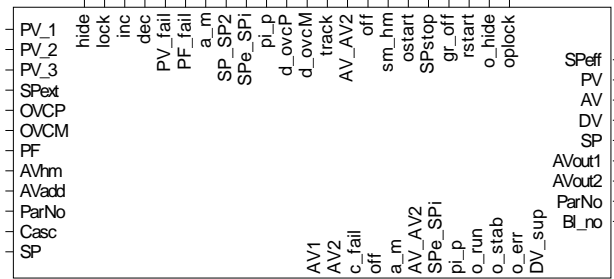 hide
lock
inc
dec
PV_fail
PF_fail
a_m
SP_SP2
SPe_SPi
pi_p
d_ovcP
d_ovcM
track
AV_AV2
off
sm_hm
ostart
SPstop
gr_off
rstart
o_hide
oplock
PV_1
PV_2
PV_3
SPext
OVCP
OVCM
PF
AVhm
AVadd
ParNo
Casc
SP
SPeff
PV
AV
DV
SP
AVout1
AVout2
ParNo
Bl_no
AV1
AV2
c_fail
off
a_m
AV_AV2
SPe_SPi
pi_p
o_run
o_stab
o_err
DV_sup